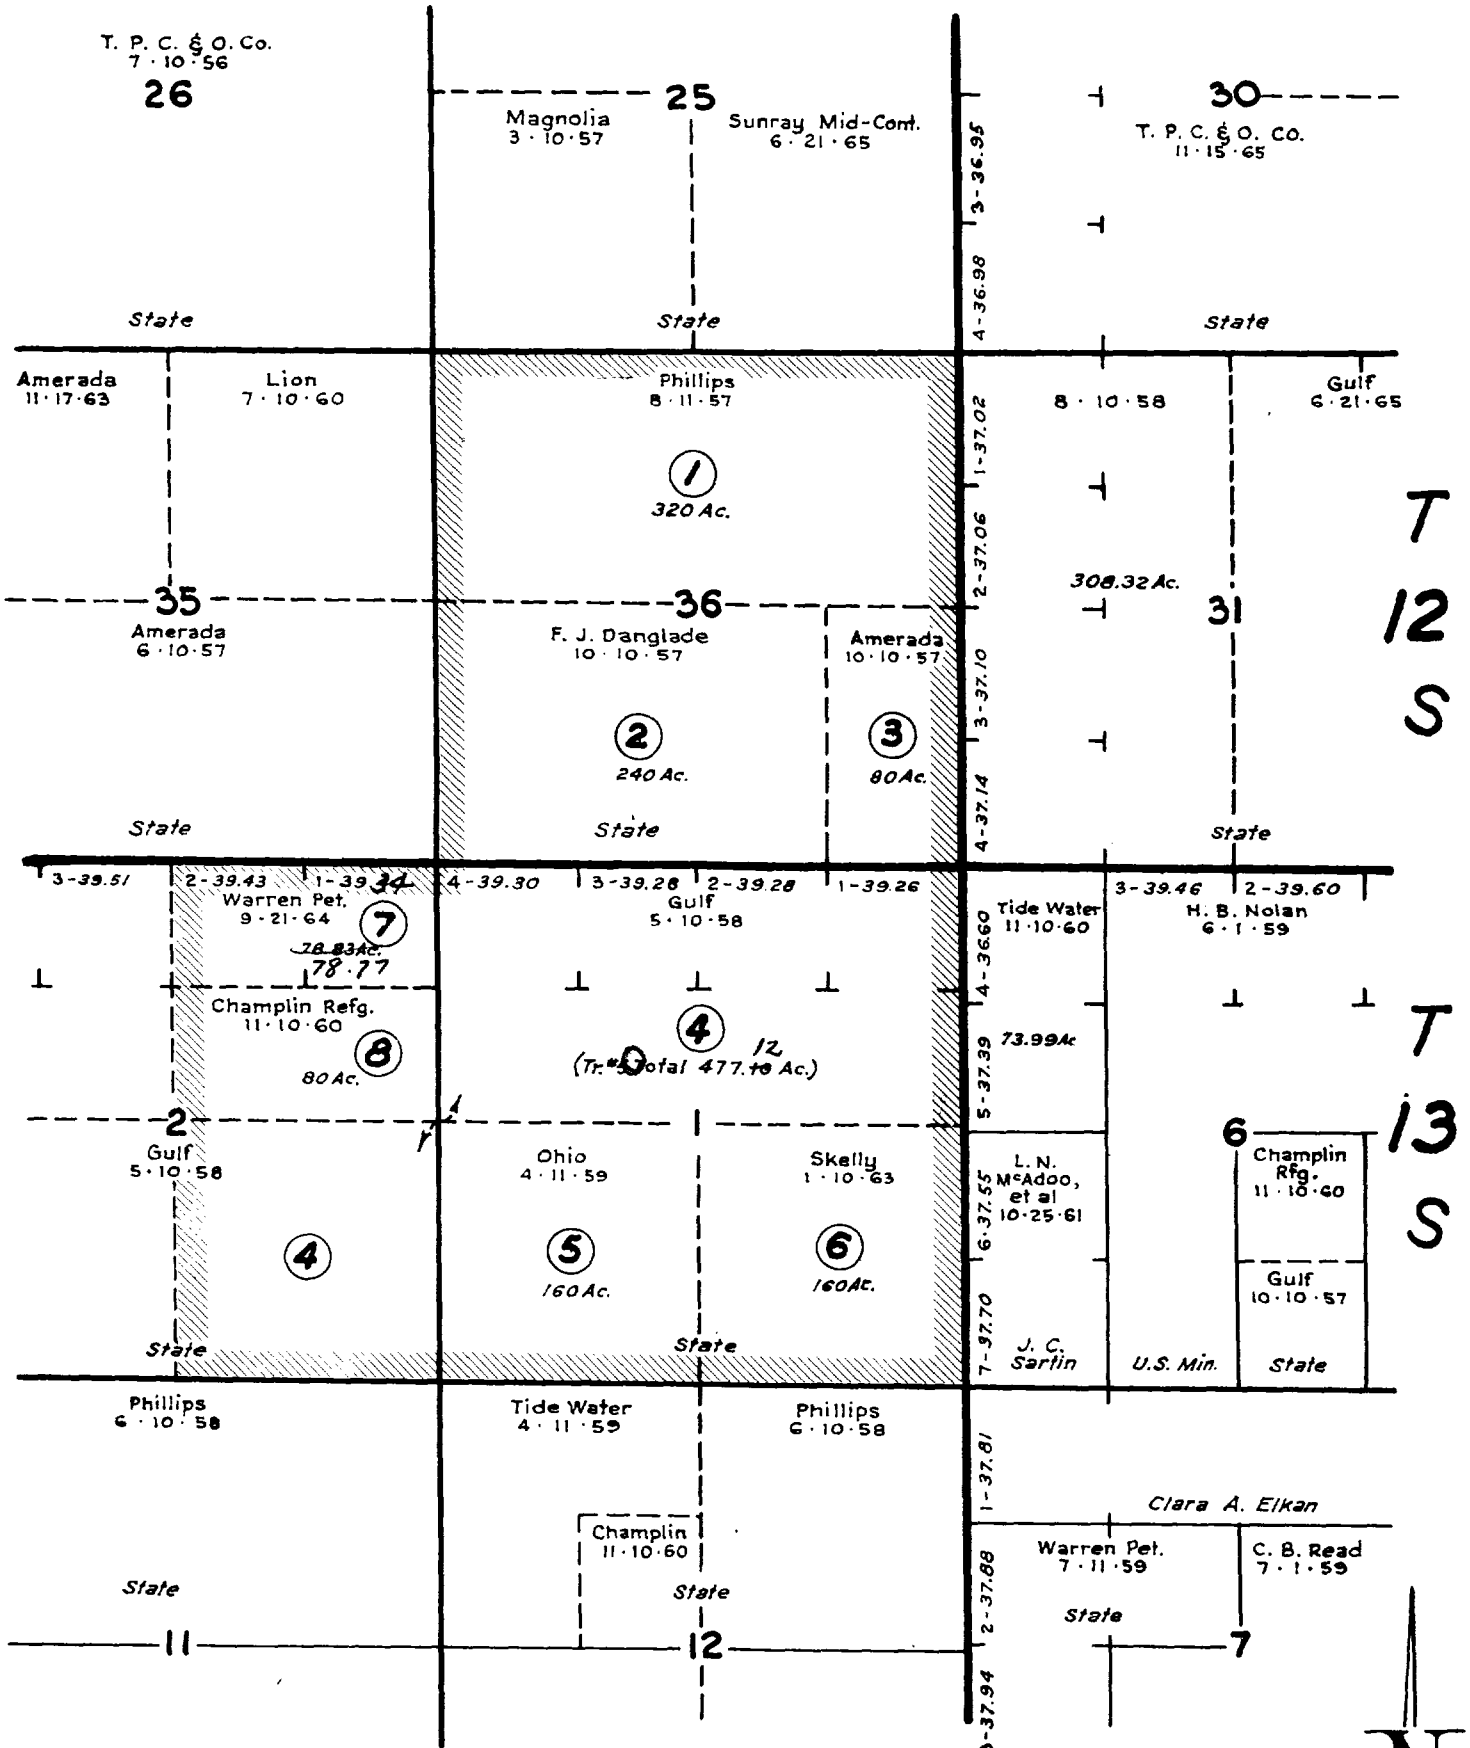 T. P. C. & O. Co.
7·10·56
26
25
Magnolia
3·10·57
Sunray Mid-Cont.
6·21·65
30
T. P. C. & O. Co.
11·15·65
3-36.95
4-36.98
State
State
State
Amerada
11·17·63
Lion
7·10·60
Phillips
8·11·57
1
320 Ac.
8·10·58
Gulf
6·21·65
1-37.02
2-37.06
308.32 Ac.
T
12
S
35
Amerada
6·10·57
36
F. J. Danglade
10·10·57
Amerada
10·10·57
31
2
240 Ac.
3
80 Ac.
3-37.10
4-37.14
State
State
State
3-39.51
2-39.43
1-39.34
4-39.30
3-39.28
2-39.28
1-39.26
3-39.46
2-39.60
Warren Pet.
9·21·64
7
78.83 Ac.
78.77
Gulf
5·10·58
Tide Water
11·10·60
H. B. Nolan
6·1·59
4-36.60
Champlin Refg.
11·10·60
8
80 Ac.
4
12
Total 477.10 Ac.)
73.99 Ac
5-37.39
T
13
S
2
Gulf
5·10·58
4
Ohio
4·11·59
5
160 Ac.
Skelly
1·10·63
6
160 Ac.
L. N.
McAdoo,
et al
10·25·61
6-37.55
7-37.70
6
Champlin
Rfg.
11·10·60
Gulf
10·10·57
State
State
J. C.
Sartin
U.S. Min.
State
Phillips
6·10·58
Tide Water
4·11·59
Phillips
6·10·58
1-37.81
Clara A. Elkan
Champlin
11·10·60
Warren Pet.
7·11·59
C. B. Read
7·1·59
2-37.88
State
State
State
11
12
7
3-37.94
N